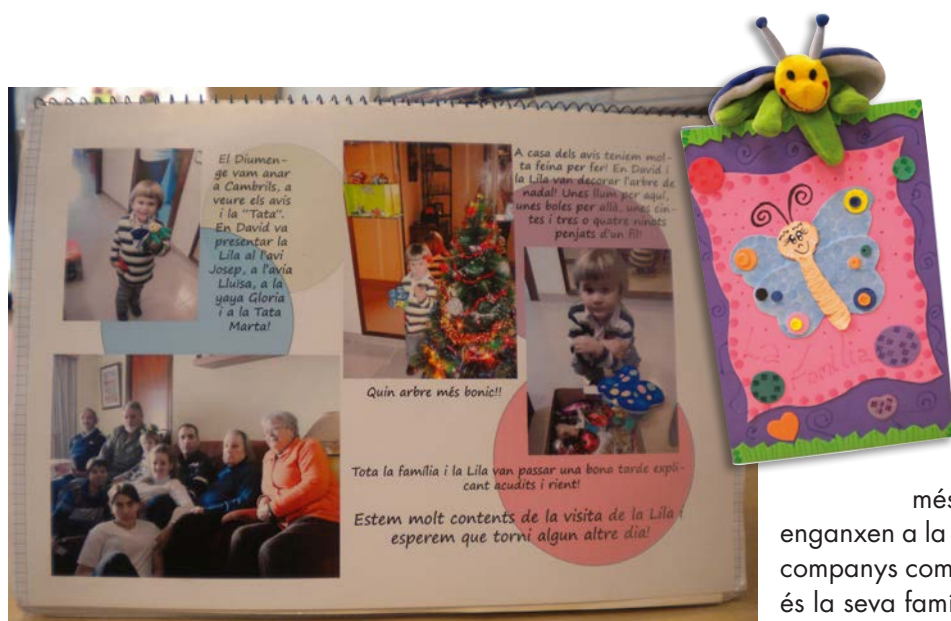 El Diumen-
ge vam anar
a Cambrils, a
veure els avis
i la "Tata".
En David va
presentar la
Lila al l'avi
Josep, a l'avia
Lluïsa, a la
yaya Gloria
i a la Tata
Marta!
A casa dels avis teniem mol-
ta feina per fer! En David i
la Lila van decorar l'arbre de
nadal! Unes llum per aquí,
unes boles per allà, unes cin-
tes i tres o quatre ninots
penjats d'un fil!
Quin arbre més bonic!!
Tota la família i la Lila van passar una bona tarde expli-
cant acudits i rient!
Estem molt contents de la visita de la Lila i
esperem que torni algun altre dia!
La
Família
més
enganxen a la
companys com